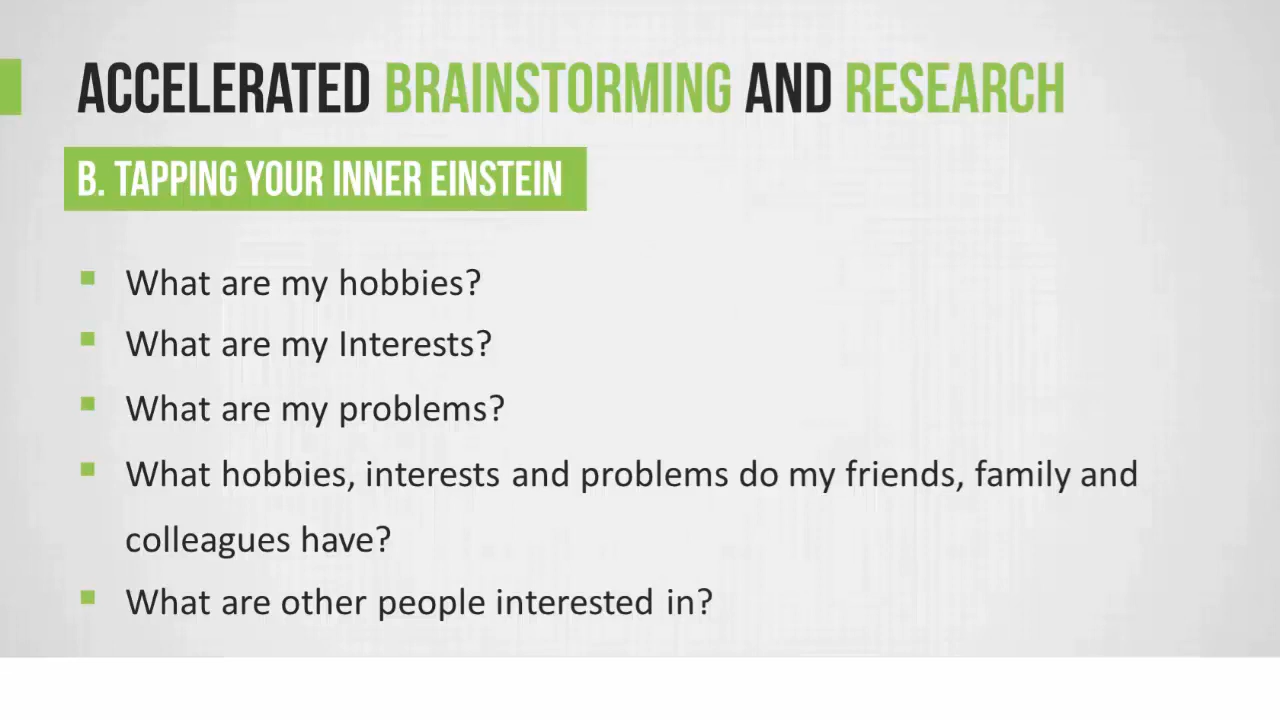 ACCELERATED BRAINSTORMING AND RESEARCH
B. TAPPING YOUR INNER EINSTEIN
What are my hobbies?
What are my Interests?
What are my problems?
What hobbies, interests and problems do my friends, family and
colleagues have?
What are other people interested in?